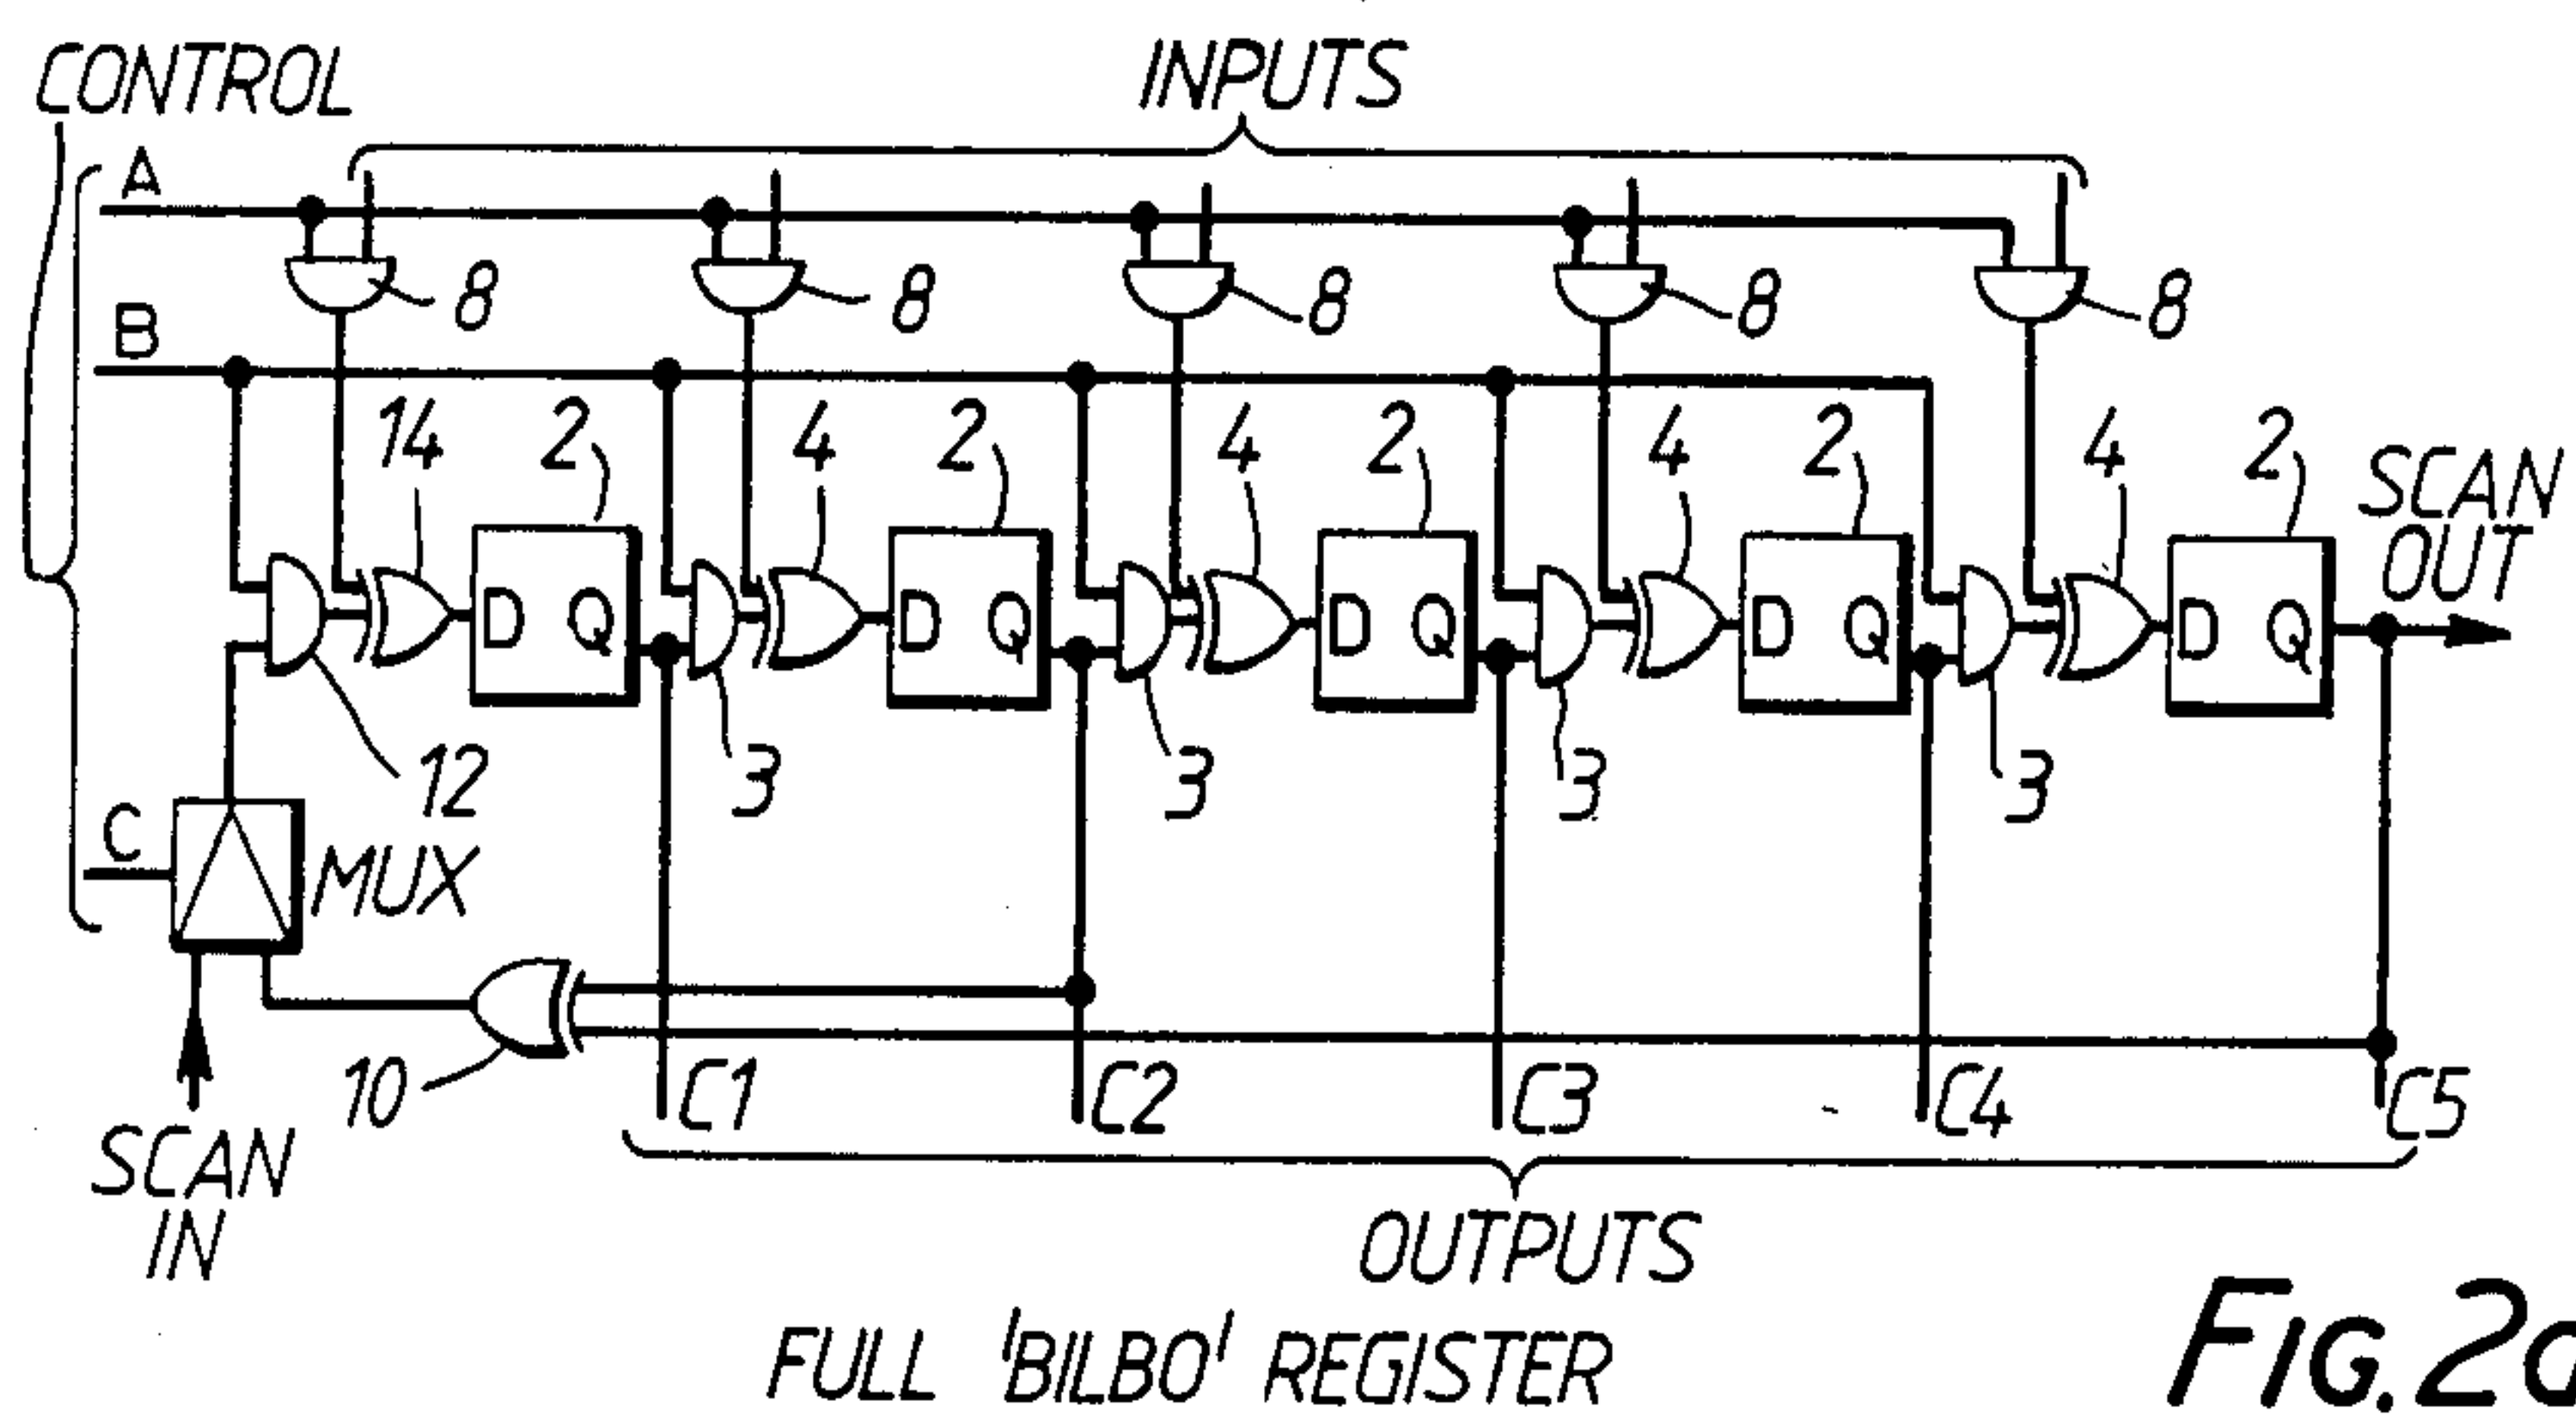 CONTROL
INPUTS
A
8 8 8 8 8
B
14 2 4 2 4 2 4 2 4 2
SCAN
OUT
D Q D Q D Q D Q D Q
12 3 3 3 3
C
MUX
10
C1 C2 C3 C4 C5
SCAN
IN
OUTPUTS
FULL 'BILBO' REGISTER
FIG. 2a